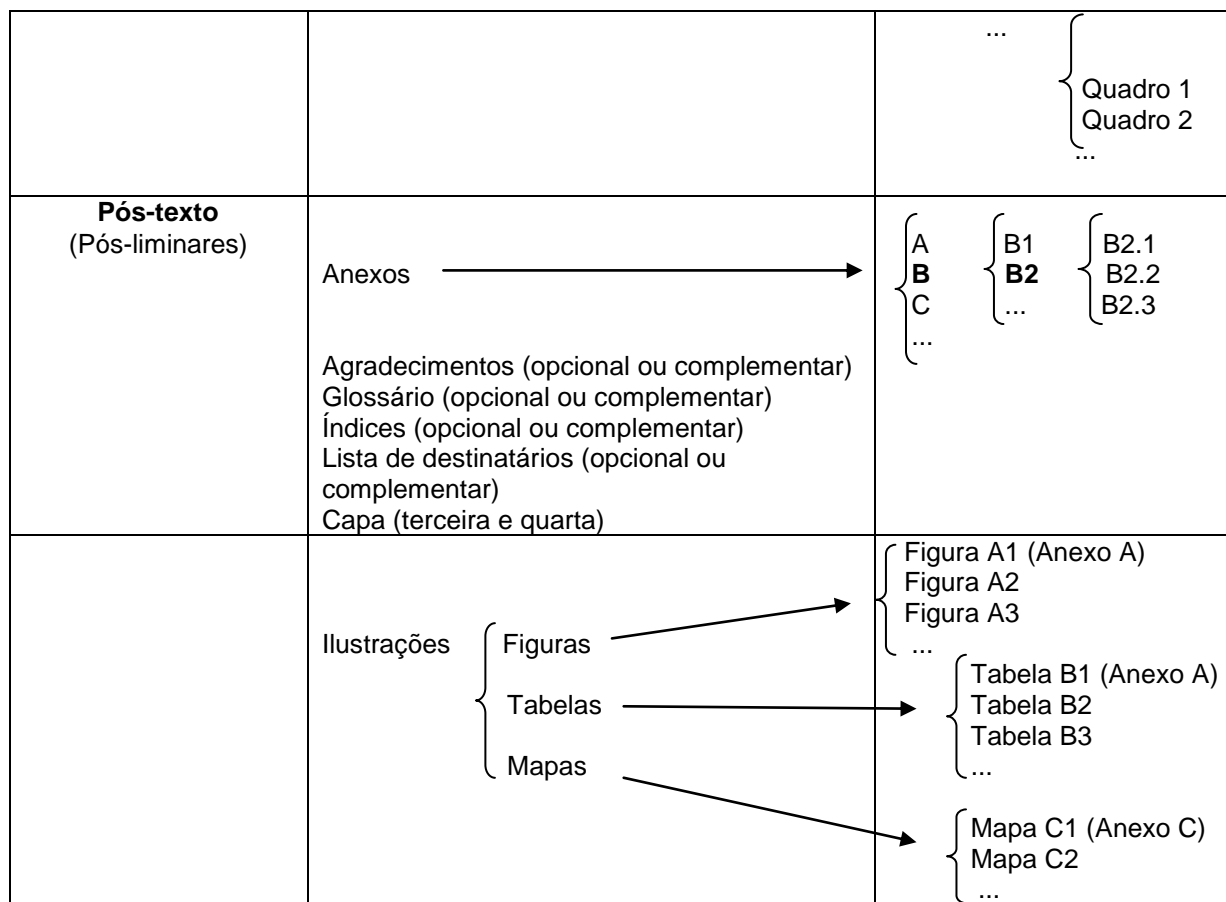 ...
Quadro 1
Quadro 2
...
Pós-texto
(Pós-liminares)
Anexos
A
B
C
...
B1
B2
...
B2.1
B2.2
B2.3
Agradecimentos (opcional ou complementar)
Glossário (opcional ou complementar)
Índices (opcional ou complementar)
Lista de destinatários (opcional ou
complementar)
Capa (terceira e quarta)
Ilustrações
Figuras
Tabelas
Mapas
Figura A1 (Anexo A)
Figura A2
Figura A3
...
Tabela B1 (Anexo A)
Tabela B2
Tabela B3
...
Mapa C1 (Anexo C)
Mapa C2
...